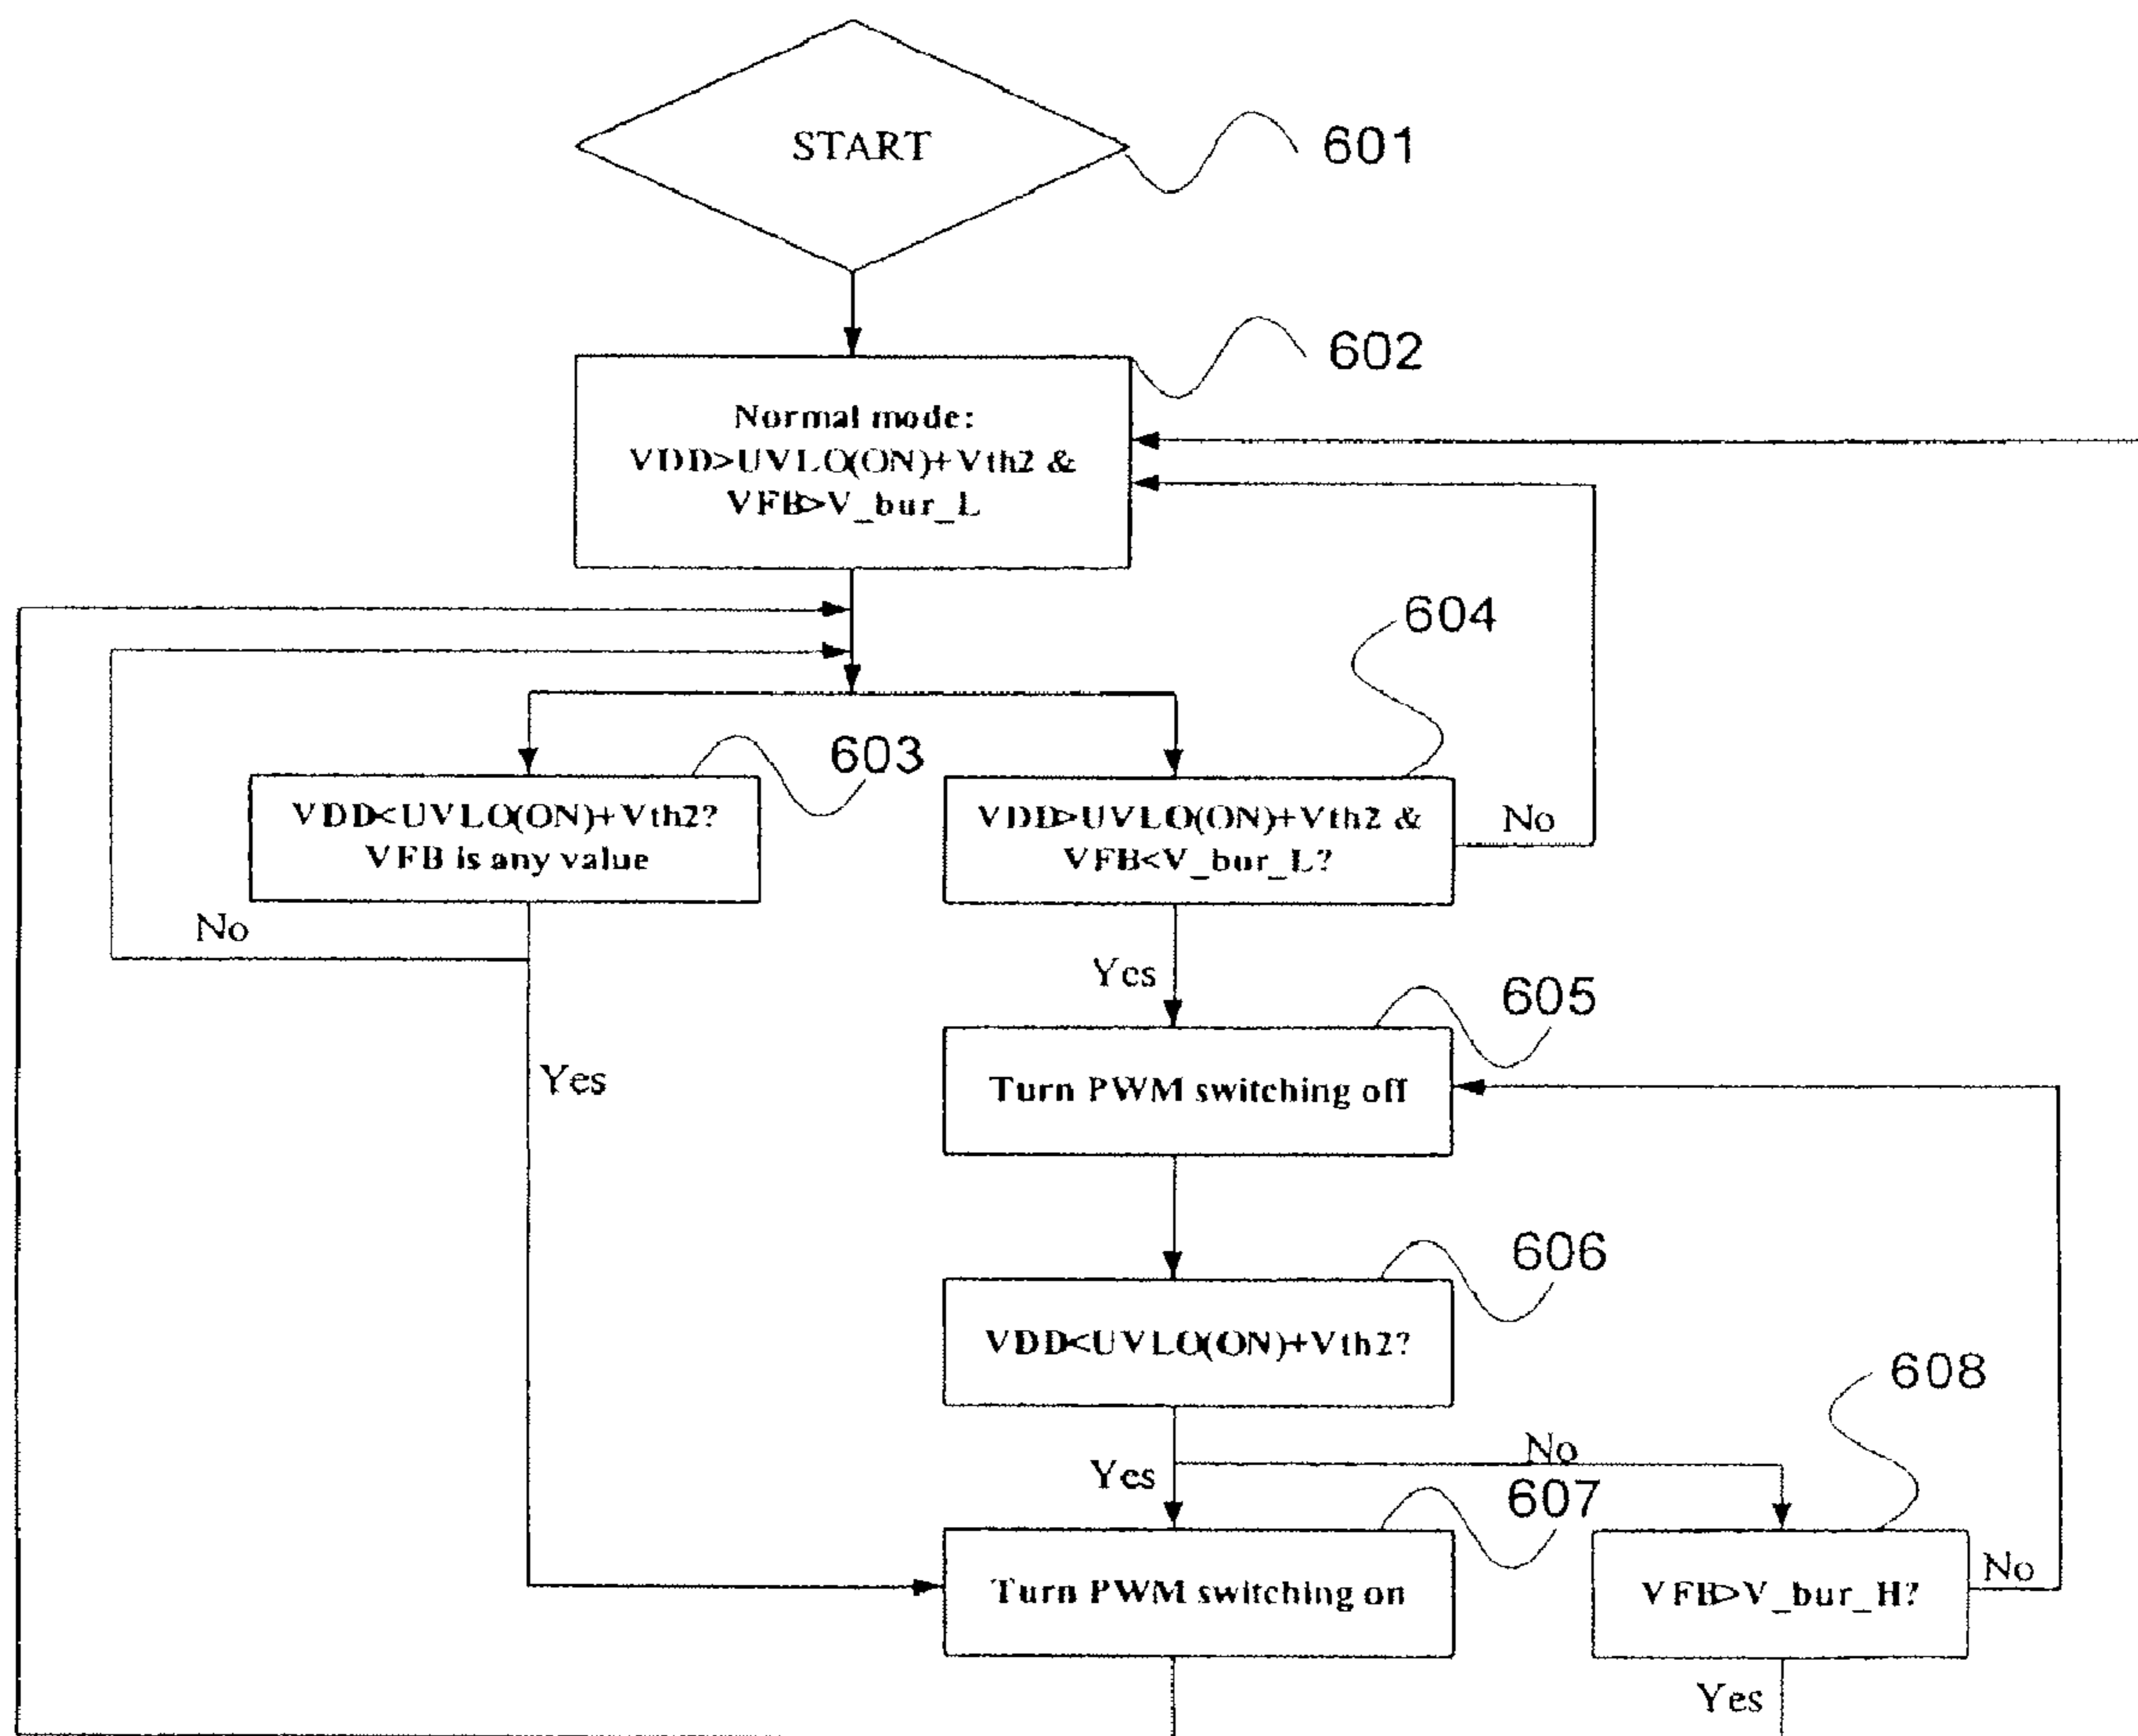 START
601
602
Normal mode:
VDD>UVLO(ON)+Vth2 &
VFB>V_bur_L
604
603
VDD<UVLO(ON)+Vth2?
VFB is any value
VDD>UVLO(ON)+Vth2 &
VFB<V_bur_L?
No
No
Yes
605
Yes
Turn PWM switching off
606
VDD<UVLO(ON)+Vth2?
608
No
Yes
607
Turn PWM switching on
VFB>V_bur_H?
No
Yes